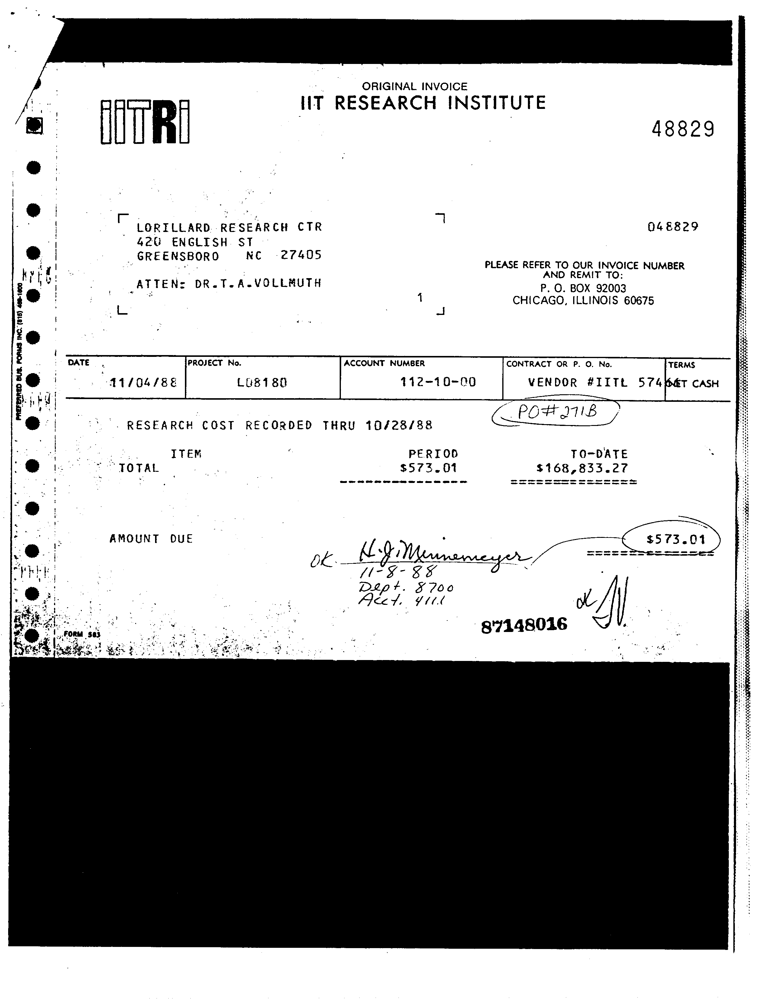 ORIGINAL INVOICE
IITRI
IIT RESEARCH INSTITUTE
48829
LORILLARD RESEARCH CTR
420 ENGLISH ST
GREENSBORO NC 27405
ATTEN: DR.T.A.VOLLMUTH
1
048829
PLEASE REFER TO OUR INVOICE NUMBER
AND REMIT TO:
P. O. BOX 92003
CHICAGO, ILLINOIS 60675
PREFERRED BUS. FORMS INC.
DATE PROJECT No. ACCOUNT NUMBER CONTRACT OR P. O. No. TERMS
11/04/88 L08180 112-10-00 VENDOR #IITL 574 NET CASH
PO# 271B
RESEARCH COST RECORDED THRU 10/28/88
ITEM PERIOD TO-DATE
TOTAL $573.01 $168,833.27
AMOUNT DUE $573.01
OK H.J. Minnemeyer
11-8-88
Dept. 8700
Acct. 4111
OK
87148016
FORM 583